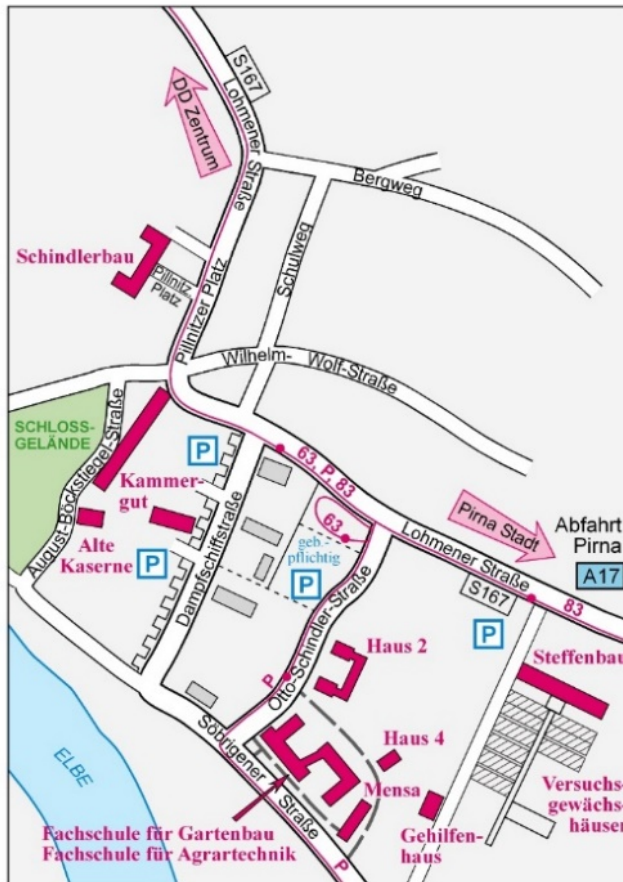 S167
Lohmener Straße
DD Zentrum
Bergweg
Schindlerbau
Pillnitz.
Platz
Pillnitzer Platz
Schulweg
Wilhelm-Wolf-Straße
SCHLOSS-
GELÄNDE
August-Böckstiegel-Straße
P
Kammer-
gut
63, P, 83
Alte
Kaserne
P
Dampfschiffstraße
63
geb.-
pflichtig
P
Lohmener Straße
Pirna Stadt
Abfahrt
Pirna
A17
S167
83
P
Otto-Schindler-Straße
Haus 2
Steffenbau
P
Söbrigener Straße
Haus 4
Mensa
ELBE
Versuchs-
gewächs-
häuser
Gehilfen-
haus
Fachschule für Gartenbau
Fachschule für Agrartechnik
P